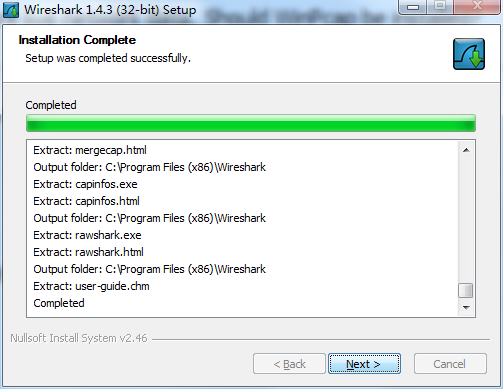 Wireshark 1.4.3 (32-bit) Setup
Installation Complete
Setup was completed successfully.
Completed
Extract: mergecap.html
Output folder: C:\Program Files (x86)\Wireshark
Extract: capinfos.exe
Extract: capinfos.html
Output folder: C:\Program Files (x86)\Wireshark
Extract: rawshark.exe
Extract: rawshark.html
Output folder: C:\Program Files (x86)\Wireshark
Extract: user-guide.chm
Completed
Nullsoft Install System v2.46
< Back Next > Cancel